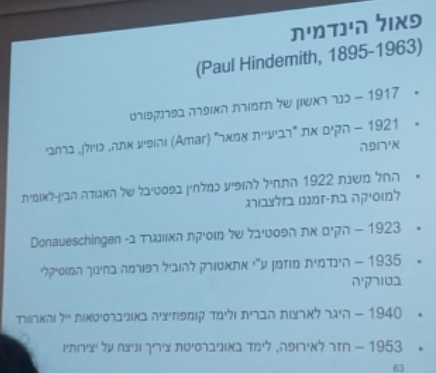 פאול הינדמית
(Paul Hindemith, 1895-1963)
• 1917 – כנר ראשון של תזמורת האופרה בפרנקפורט
• 1921 – הקים את "רביעיית אמאר" (Amar) והופיע אתה, כויולן, ברחבי
אירופה
• החל משנת 1922 התחיל להופיע כמלחין בפסטיבל של האגודה הבין-לאומית
למוסיקה בת-זמננו בזלצבורג
• 1923 – הקים את הפסטיבל של מוסיקת האוונגרד ב- Donaueschingen
• 1935 – הינדמית מוזמן ע"י אתאטורק להוביל רפורמה בחינוך המוסיקלי
בטורקיה
• 1940 – היגר לארצות הברית ולימד קומפוזיציה באוניברסיטאות ייל והארוורד
• 1953 – חזר לאירופה, לימד באוניברסיטת ציריך וניצח על יצירותיו
63